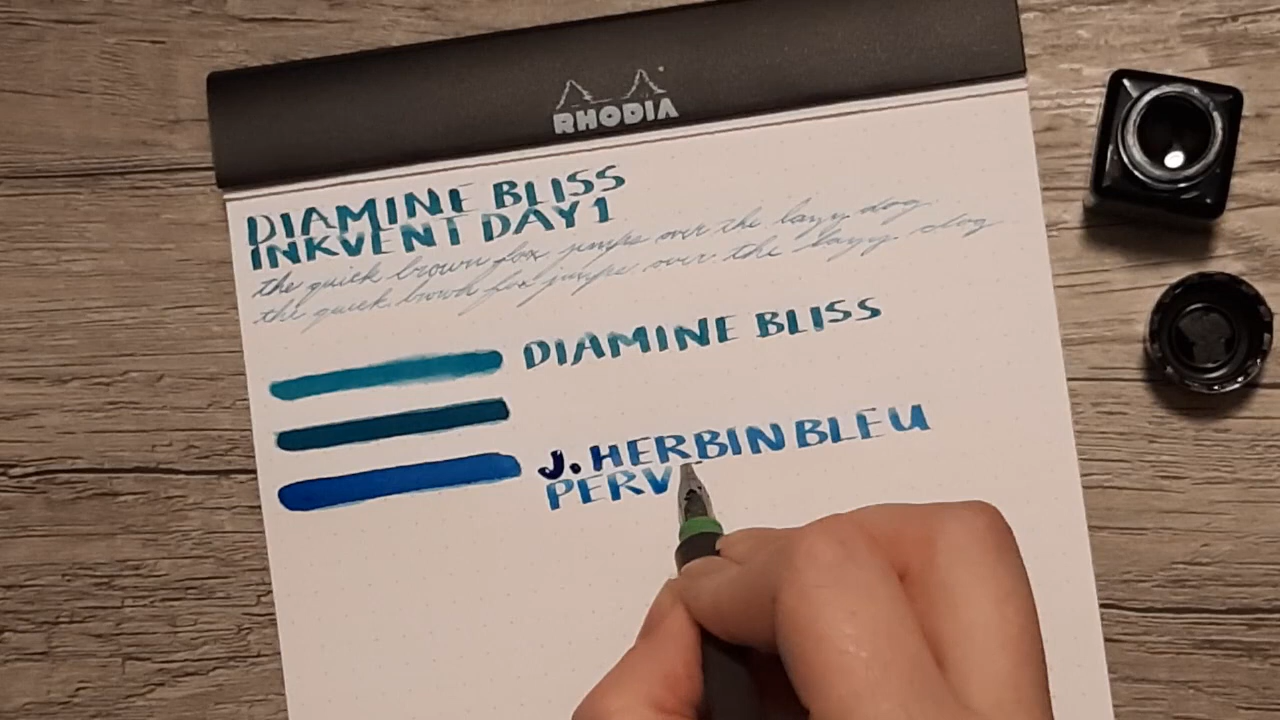 RHODIA
DIAMINE BLISS
INKVENT DAY 1
the quick brown fox jumps over the lazy dog
the quick brown fox jumps over the lazy dog
DIAMINE BLISS
J. HERBIN BLEU
PERV